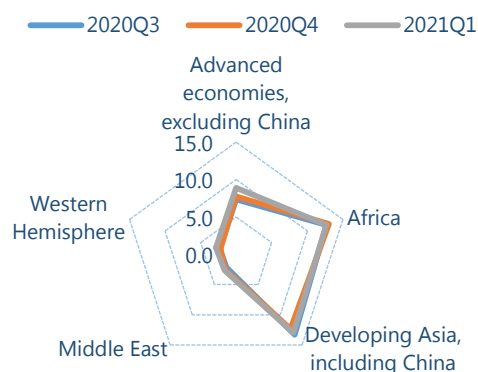 2020Q3 2020Q4 2021Q1
Advanced
economies,
excluding China
15.0
10.0
5.0
0.0
Western
Hemisphere
Africa
Middle East
Developing Asia,
including China